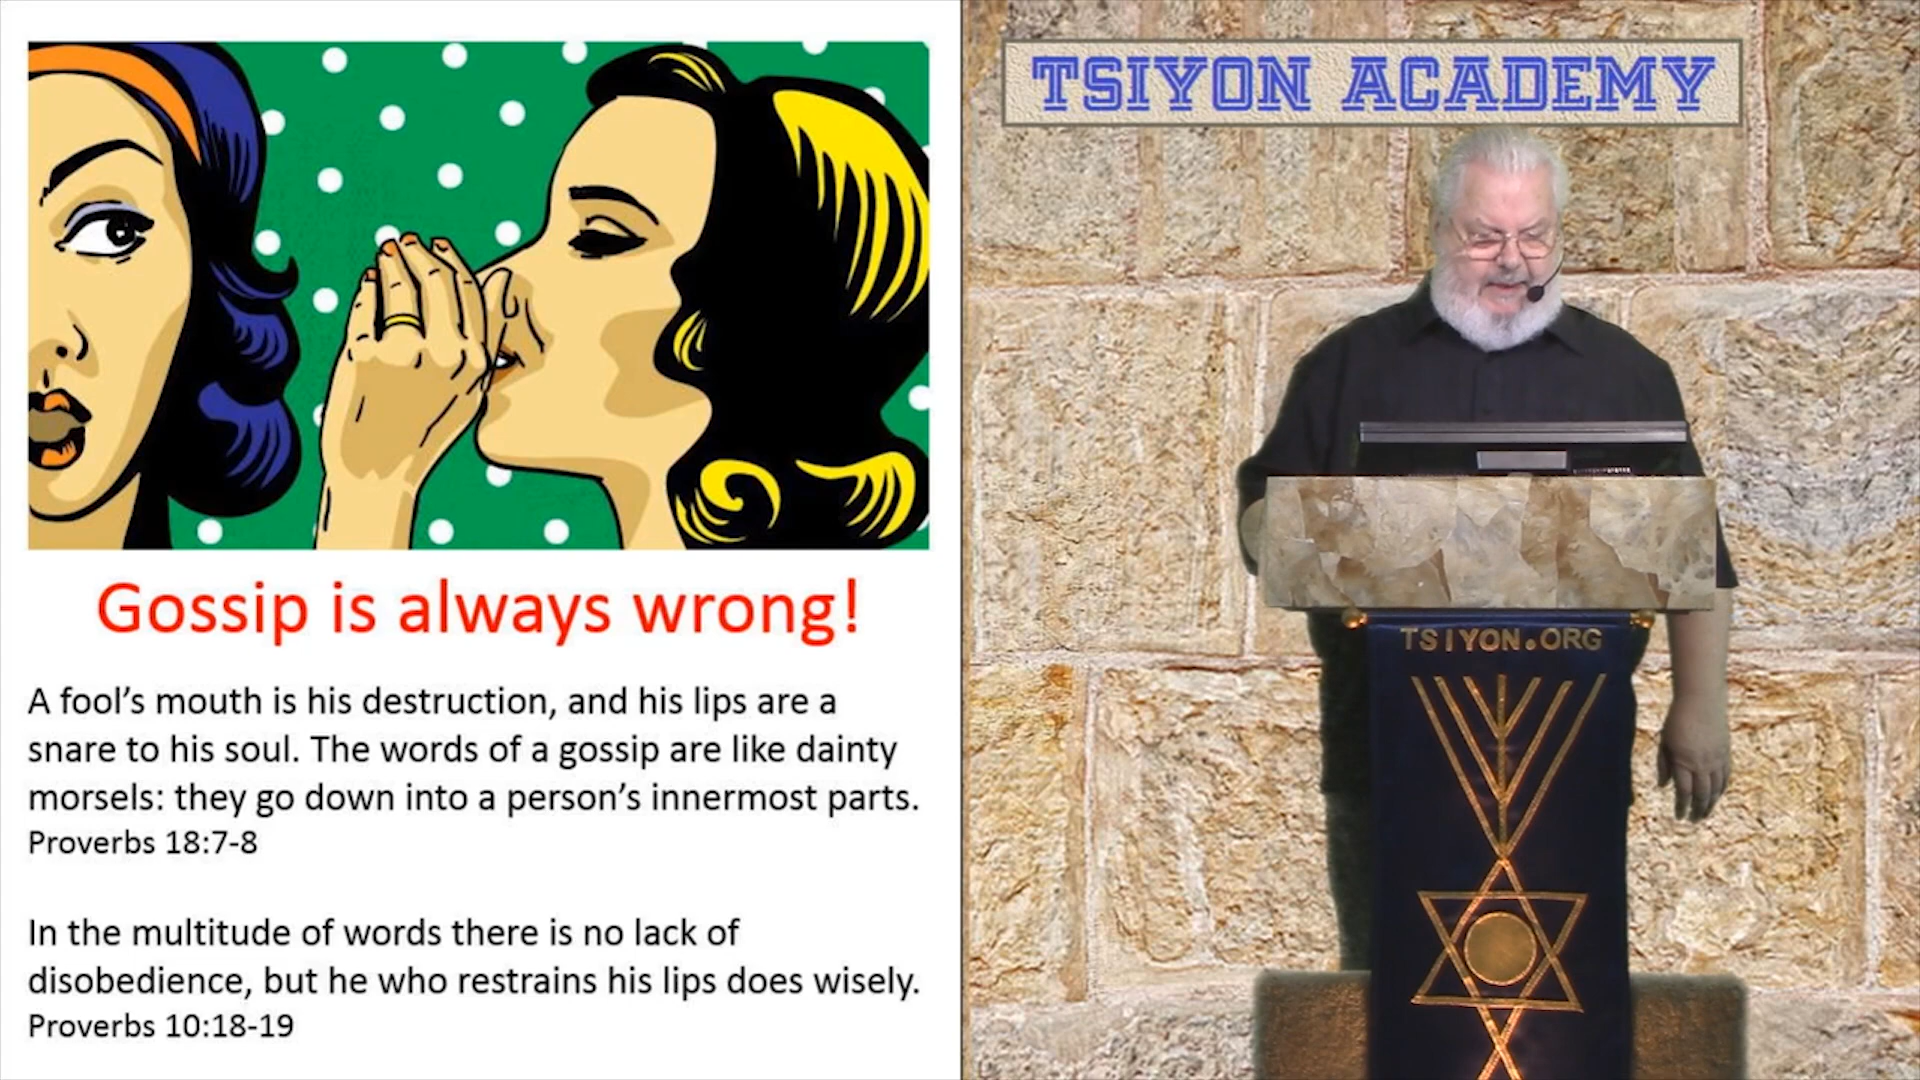 Gossip is always wrong!
A fool’s mouth is his destruction, and his lips are a
snare to his soul. The words of a gossip are like dainty
morsels: they go down into a person’s innermost parts.
Proverbs 18:7-8
In the multitude of words there is no lack of
disobedience, but he who restrains his lips does wisely.
Proverbs 10:18-19
TSIYON ACADEMY
TSIYON.ORG